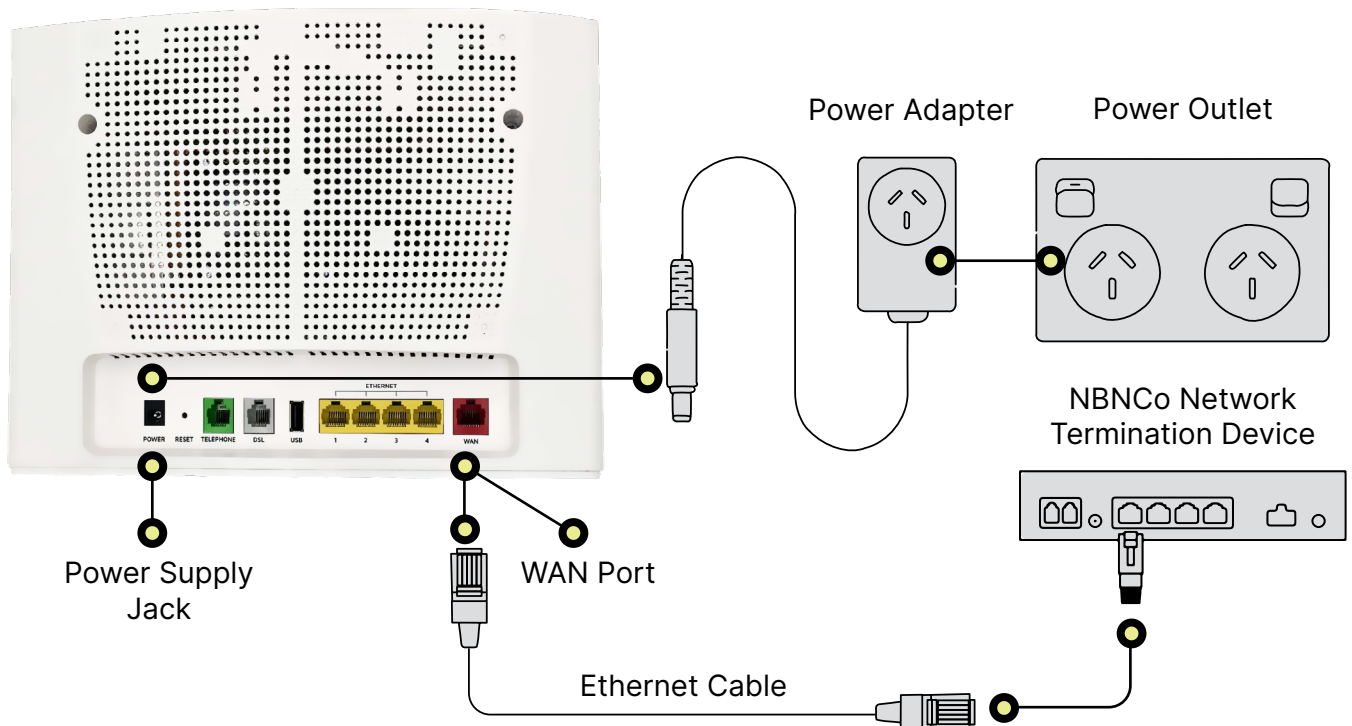 Power Adapter
Power Outlet
ETHERNET
POWER RESET TELEPHONE DSL USB 1 2 3 4 WAN
NBNCo Network
Termination Device
Power Supply
Jack
WAN Port
Ethernet Cable